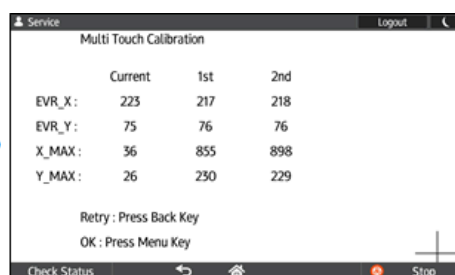 Service Logout
Multi Touch Calibration
Current 1st 2nd
EVR_X : 223 217 218
EVR_Y : 75 76 76
X_MAX : 36 855 898
Y_MAX : 26 230 229
Retry : Press Back Key
OK : Press Menu Key
Check Status Stop